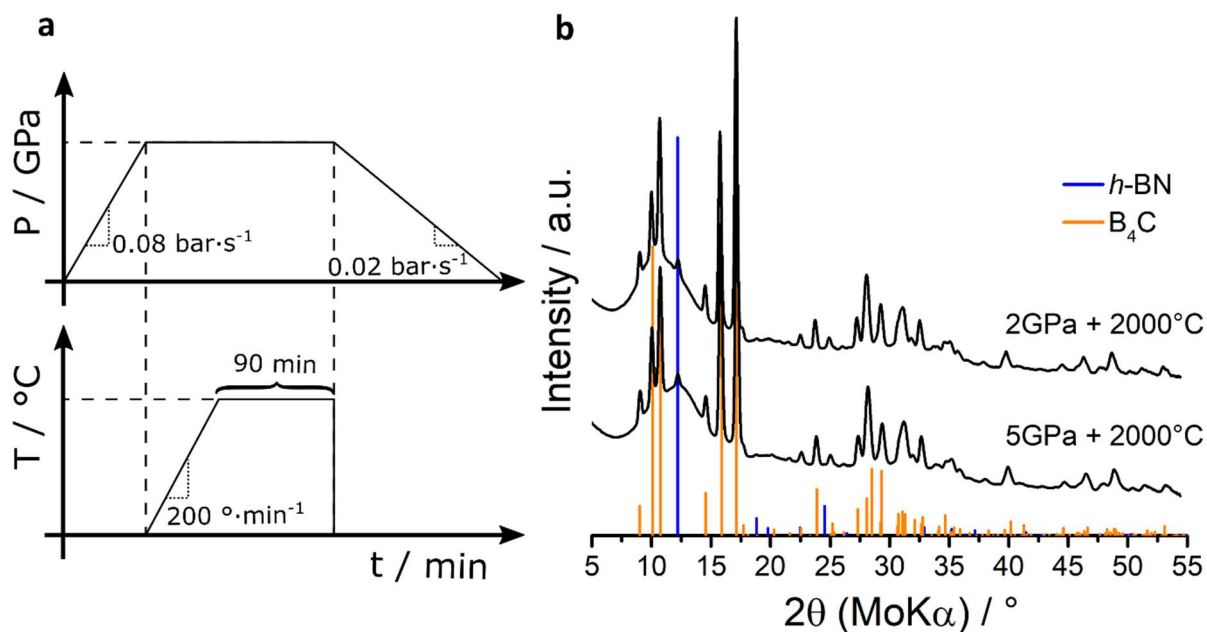 a
P / GPa
0.08 bar·s⁻¹
0.02 bar·s⁻¹
T / °C
90 min
200 °·min⁻¹
t / min
b
Intensity / a.u.
h-BN
B₄C
2GPa + 2000°C
5GPa + 2000°C
5 10 15 20 25 30 35 40 45 50 55
2θ (MoKα) / °